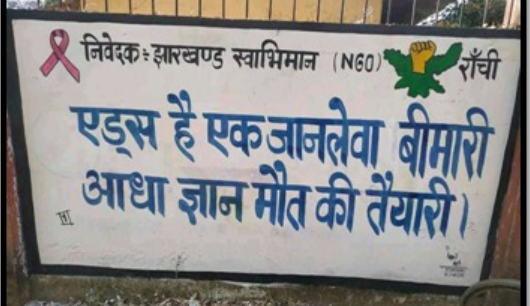 निवेदक:- झारखण्ड स्वाभिमान (NGO) राँची
एड्स है एक जानलेवा बीमारी
आधा ज्ञान मौत की तैयारी।